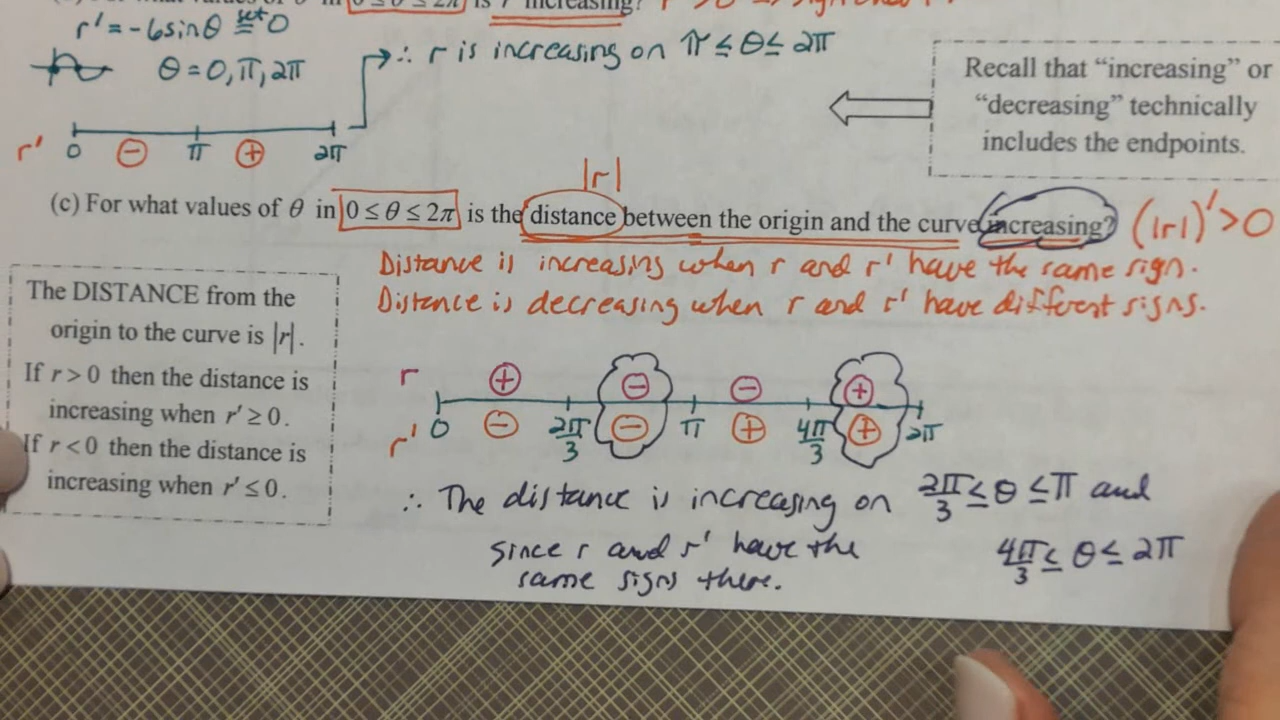 in 0 ≤ θ ≤ 2π is r increasing?
r' = -6sinθ set = 0
θ = 0, π, 2π
∴ r is increasing on π ≤ θ ≤ 2π
Recall that “increasing” or
“decreasing” technically
includes the endpoints.
r' 0 − π + 2π
|r|
(c) For what values of θ in 0 ≤ θ ≤ 2π is the distance between the origin and the curve increasing? (|r|)' > 0
Distance is increasing when r and r' have the same sign.
Distance is decreasing when r and r' have different signs.
The DISTANCE from the
origin to the curve is |r|.
If r > 0 then the distance is
increasing when r' ≥ 0.
If r < 0 then the distance is
increasing when r' ≤ 0.
r + − − +
r' 0 − 2π/3 − π + 4π/3 + 2π
∴ The distance is increasing on 2π/3 ≤ θ ≤ π and
since r and r' have the 4π/3 ≤ θ ≤ 2π
same signs there.